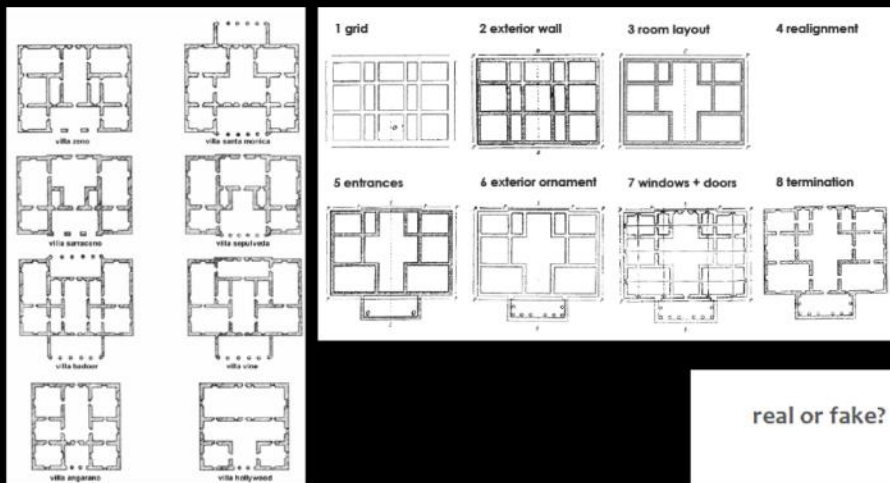 villa zeno
villa santa monica
villa sarraceno
villa sepulveda
villa badoer
villa vine
villa angarano
villa hollywood
1 grid
2 exterior wall
3 room layout
4 realignment
5 entrances
6 exterior ornament
7 windows + doors
8 termination
real or fake?